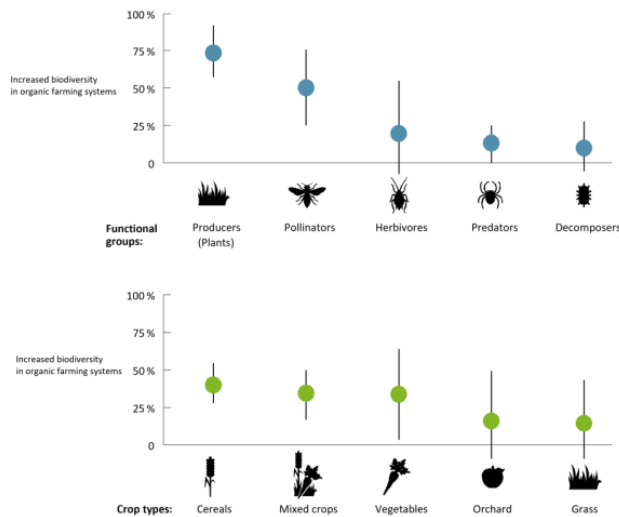 100 %
75 %
Increased biodiversity
in organic farming systems
50 %
25 %
0
Functional
groups:
Producers
(Plants)
Pollinators
Herbivores
Predators
Decomposers
100 %
75 %
Increased biodiversity
in organic farming systems
50 %
25 %
0
Crop types:
Cereals
Mixed crops
Vegetables
Orchard
Grass